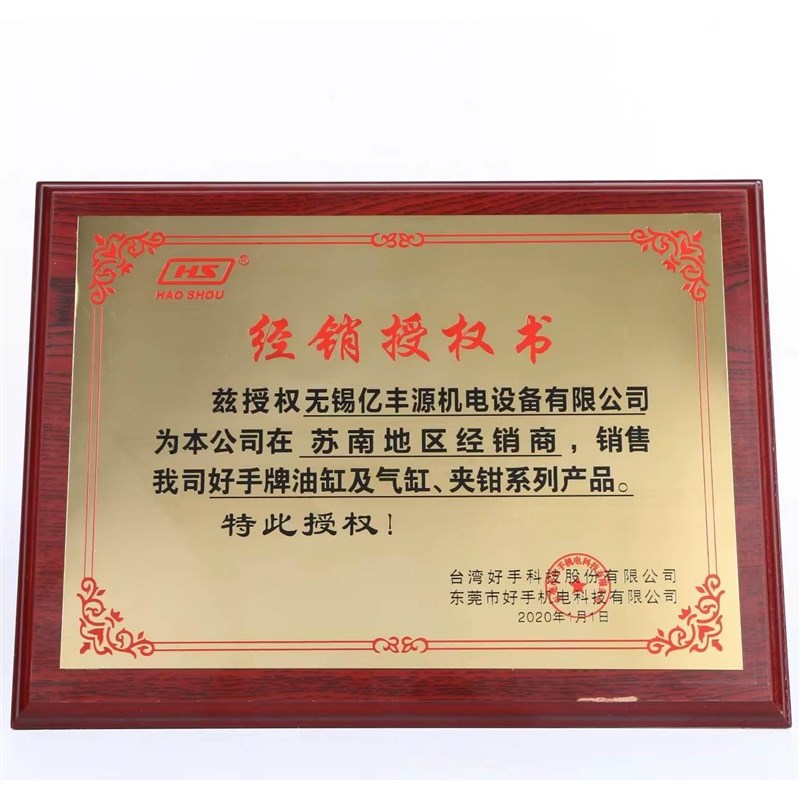 HS®
HAO SHOU
经销授权书
兹授权无锡亿丰源机电设备有限公司
为本公司在 苏南地区经销商，销售
我司好手牌油缸及气缸、夹钳系列产品。
特此授权！
台湾好手科技股份有限公司
东莞市好手机电科技有限公司
2020年1月1日